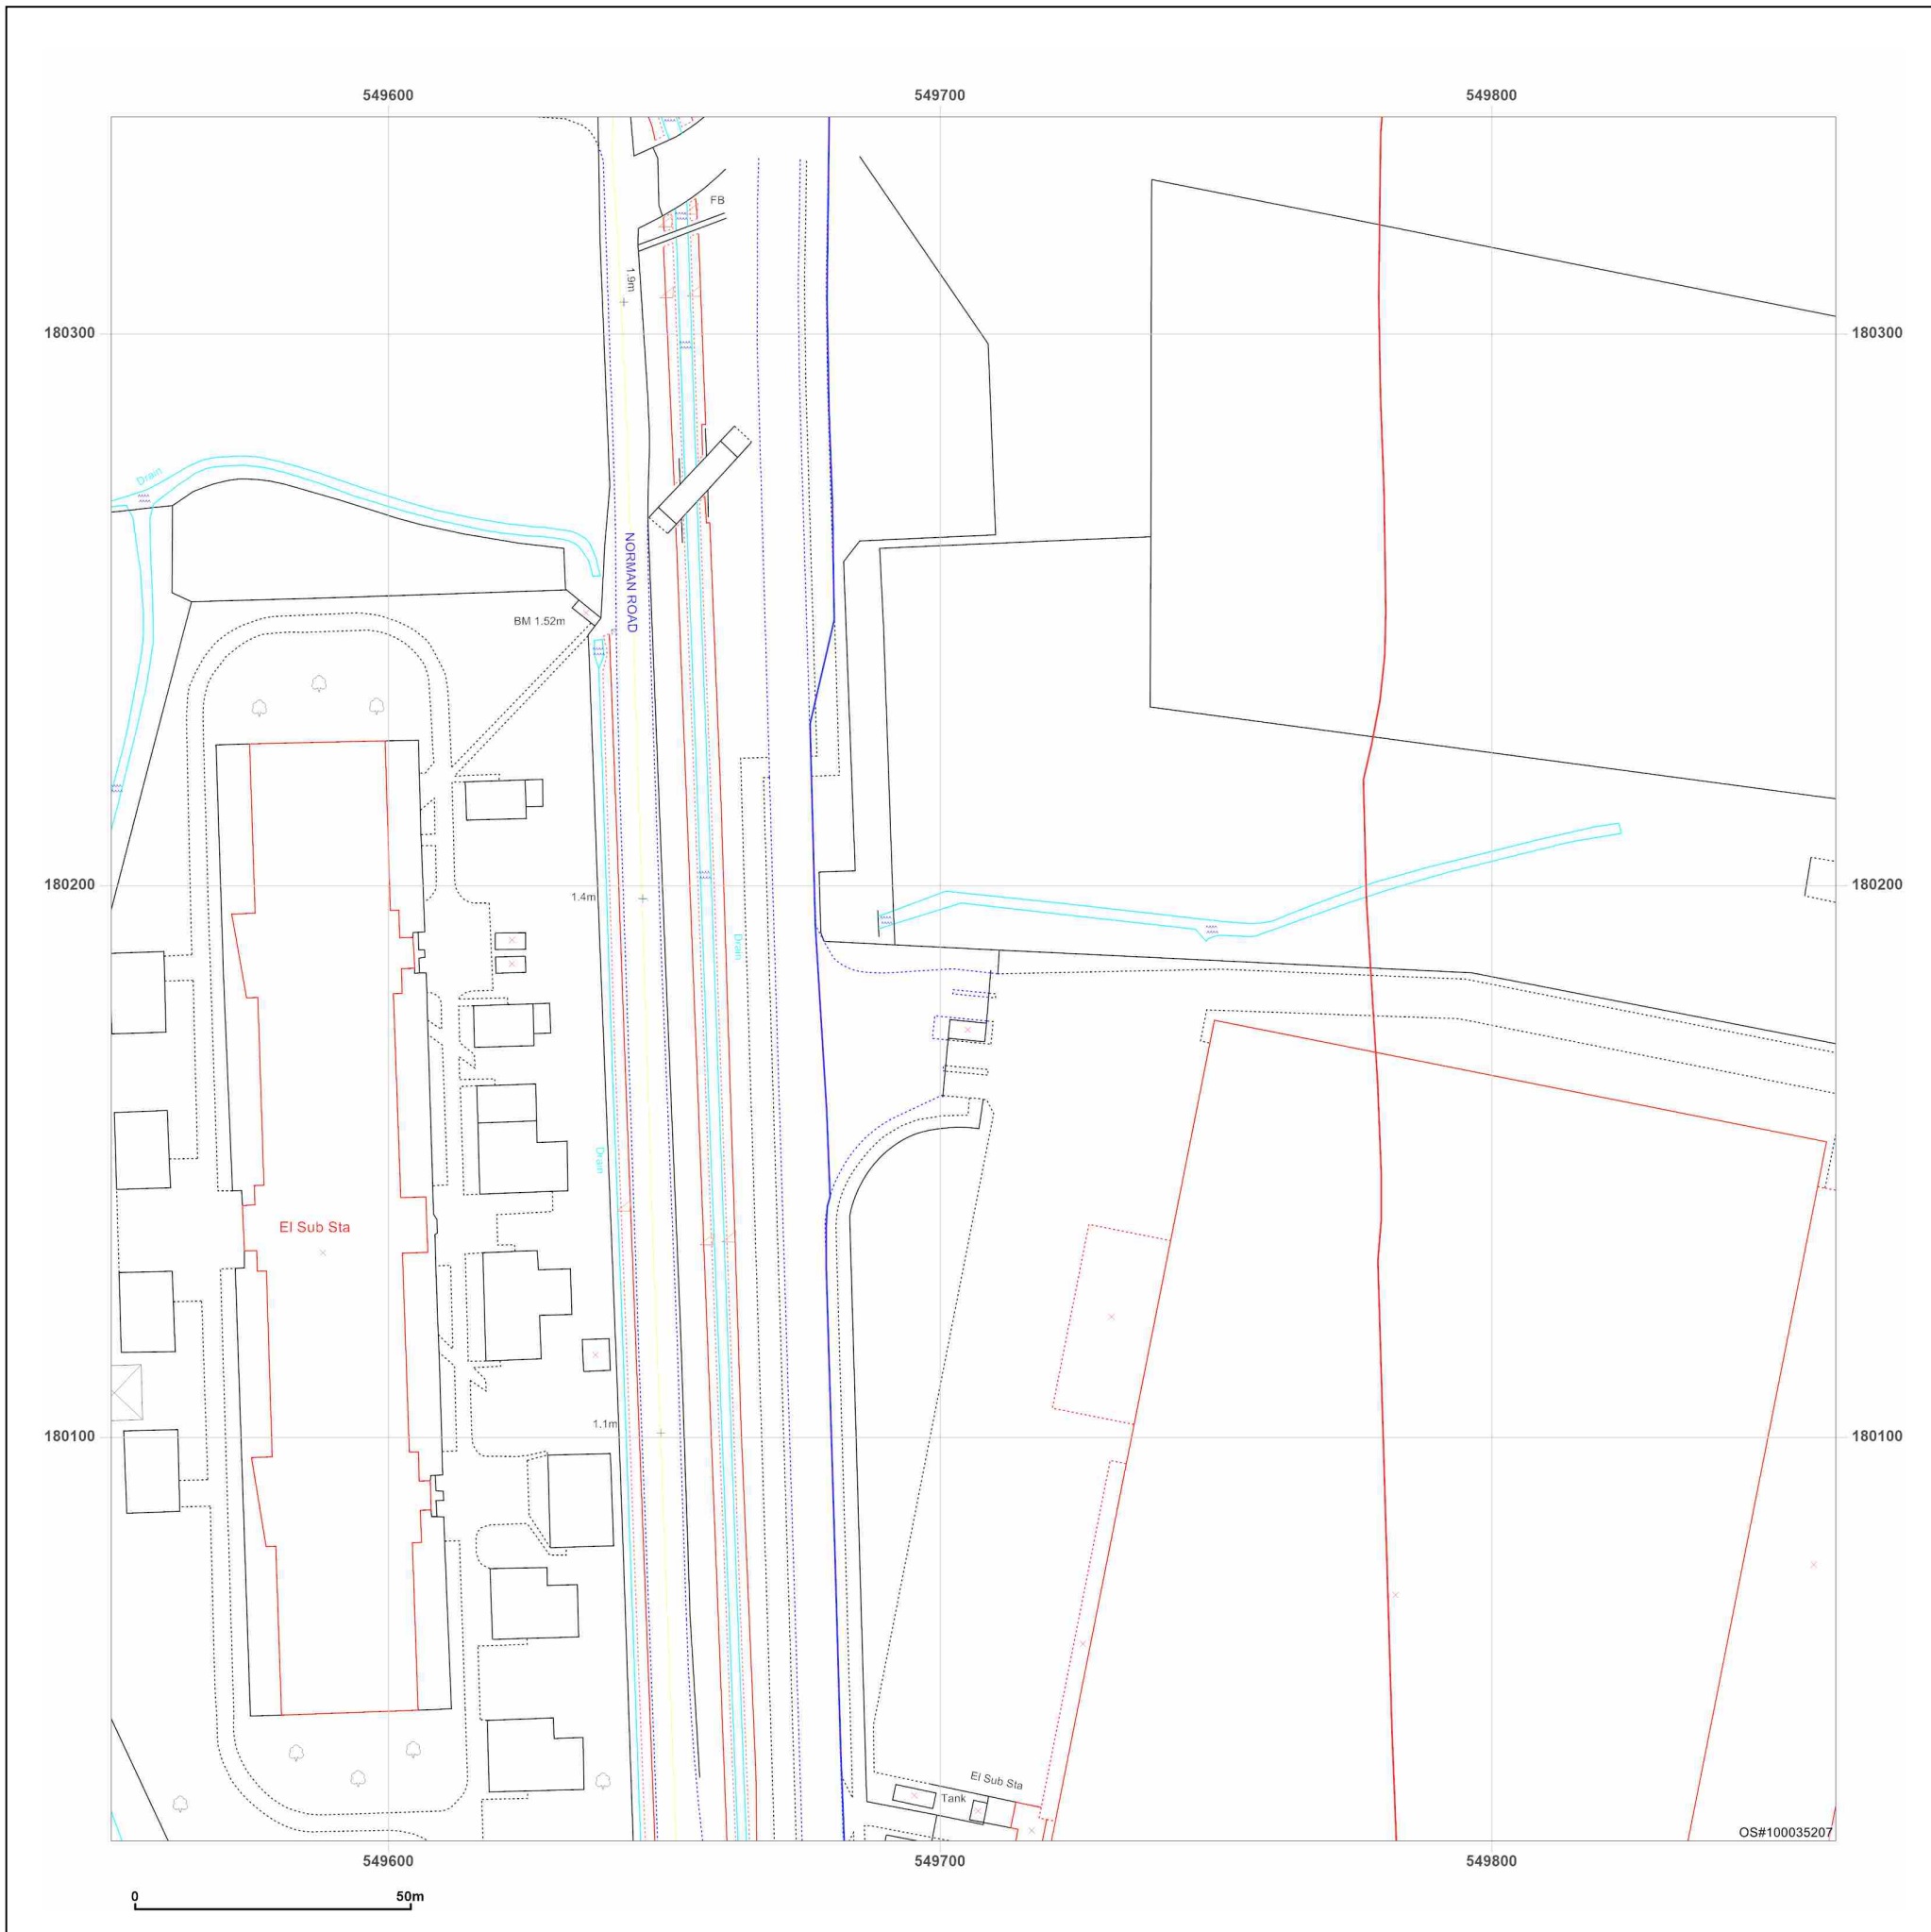 549600
549700
549800
FB
1.9m
180300
180300
Drain
NORMAN ROAD
BM 1.52m
180200
180200
1.4m
Drain
Drain
El Sub Sta
180100
180100
1.1m
El Sub Sta
Tank
OS#100035207
549600
549700
549800
0
50m